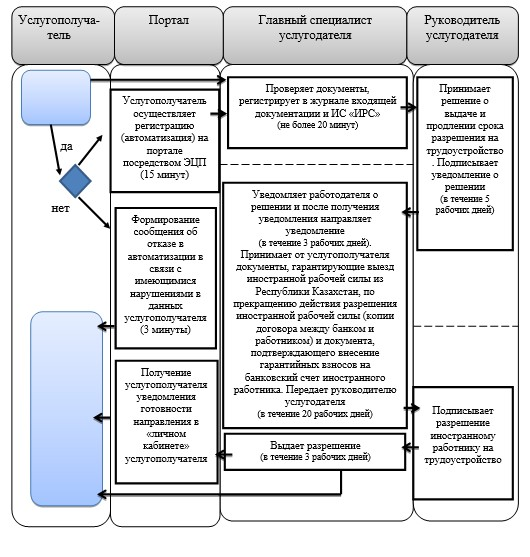 Услугополуча-
тель
Портал
Главный специалист
услугодателя
Руководитель
услугодателя
да
нет
Услугополучатель
осуществляет
регистрацию
(автоматизация) на
портале
посредством ЭЦП
(15 минут)
Формирование
сообщения об
отказе в
автоматизации в
связи с
имеющимися
нарушениями в
данных
услугополучателя
(3 минуты)
Получение
услугополучателя
уведомления
готовности
направления в
«личном
кабинете»
услугополучателя
Проверяет документы,
регистрирует в журнале входящей
документации и ИС «ИРС»
(не более 20 минут)
Уведомляет работодателя о
решении и после получения
уведомления направляет
уведомление
(в течение 3 рабочих дней).
Принимает от услугополучателя
документы, гарантирующие выезд
иностранной рабочей силы из
Республики Казахстан, по
прекращению действия разрешения
иностранной рабочей силы (копии
договора между банком и
работником) и документа,
подтверждающего внесение
гарантийных взносов на
банковский счет иностранного
работника. Передает руководителю
услугодателя
(в течение 20 рабочих дней)
Выдает разрешение
(в течение 3 рабочих дней)
Принимает
решение о
выдаче и
продлении срока
разрешения на
трудоустройство
. Подписывает
уведомление о
решении
(в течение 5
рабочих дней)
Подписывает
разрешение
иностранному
работнику на
трудоустройство